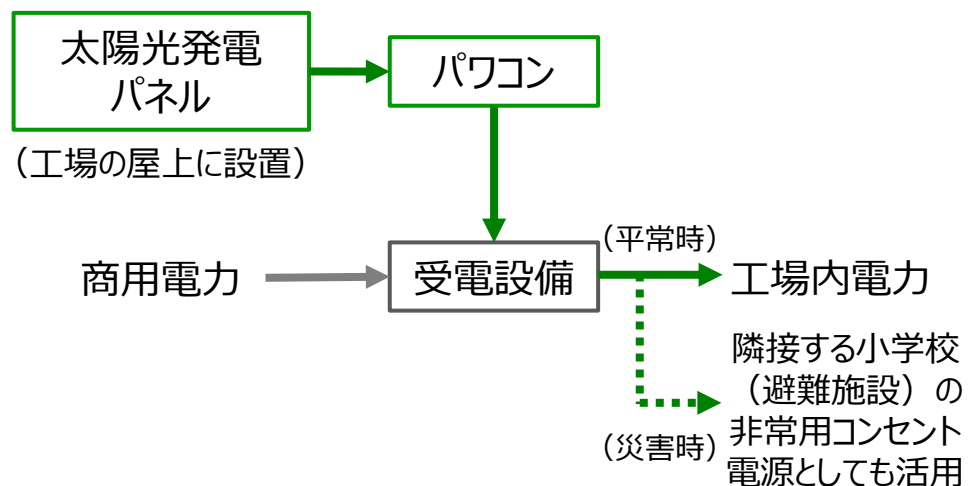 太陽光発電
パネル
パワコン
（工場の屋上に設置）
（平常時）
商用電力
受電設備
工場内電力
隣接する小学校
（避難施設）の
非常用コンセント
電源としても活用
（災害時）